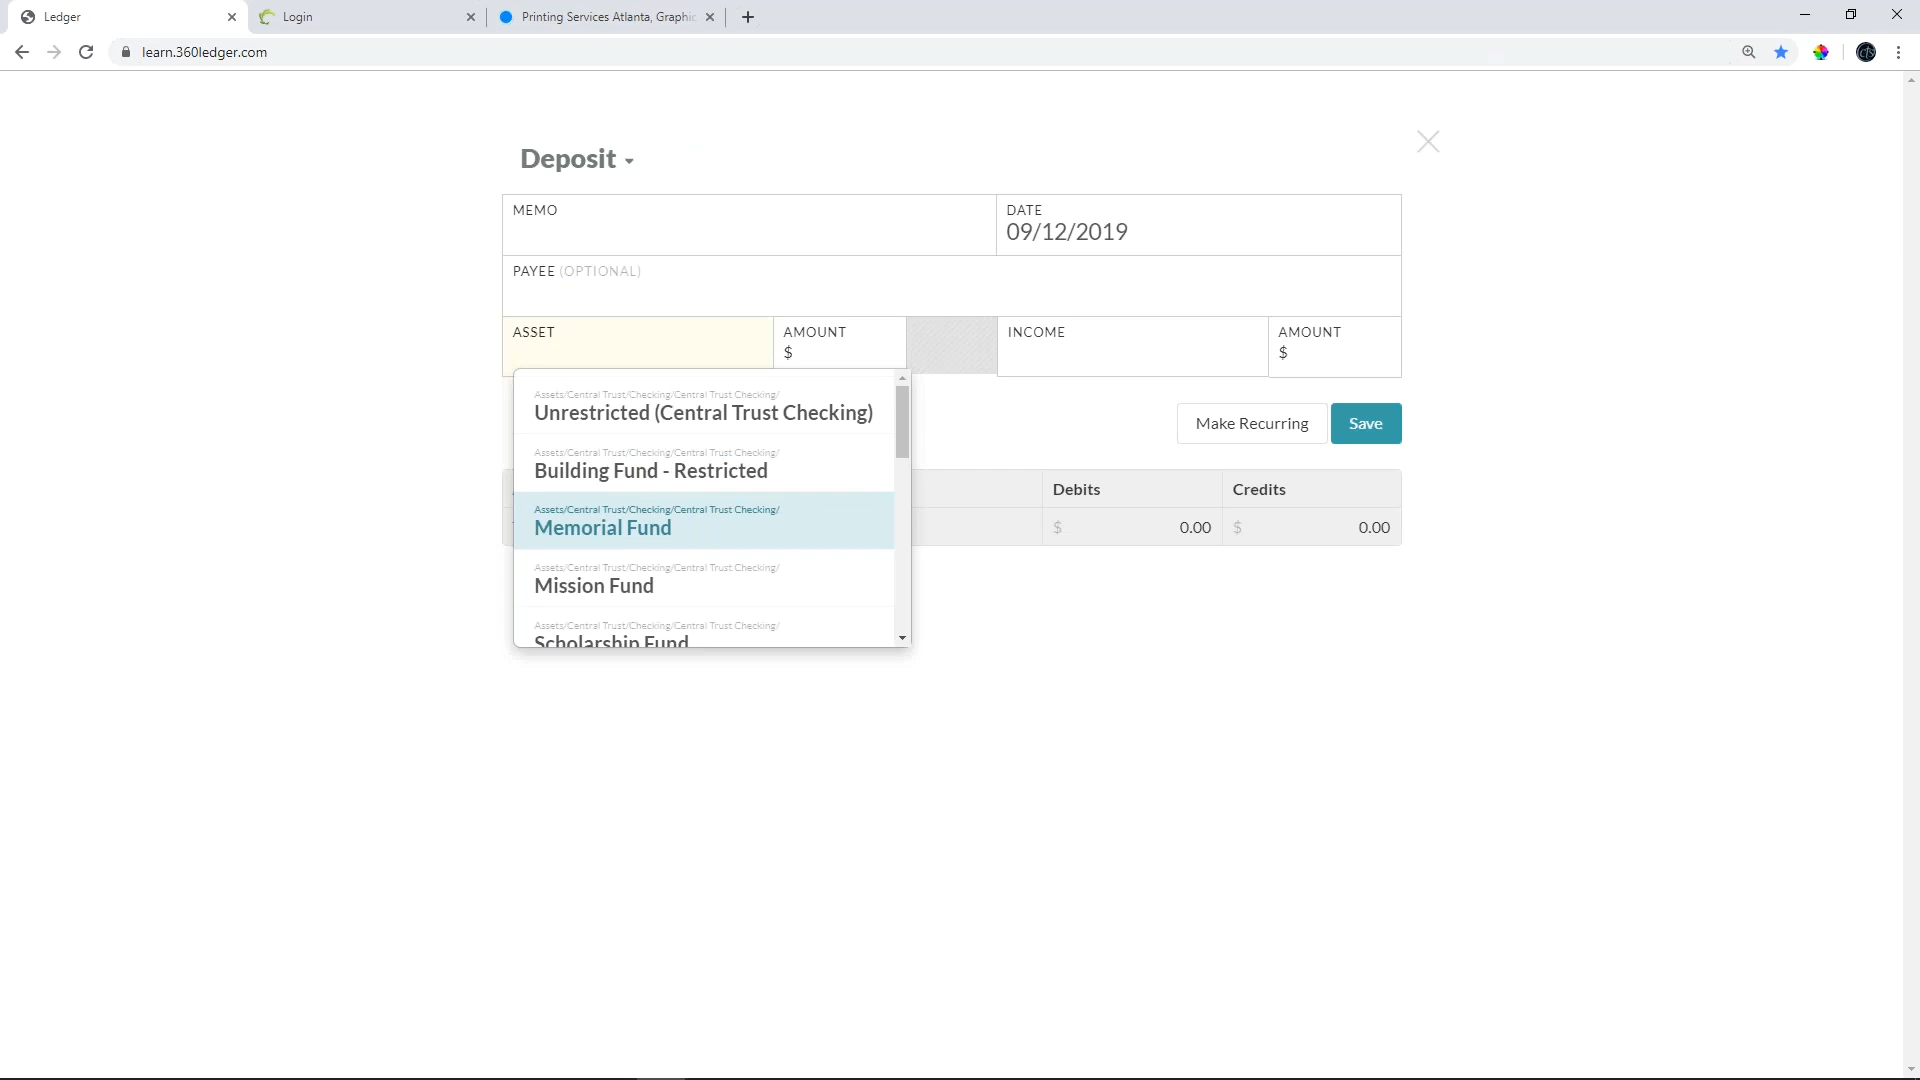 Ledger
Login
Printing Services Atlanta, Graphic
learn.360ledger.com
Deposit
MEMO
DATE
09/12/2019
PAYEE (OPTIONAL)
ASSET
AMOUNT
$
INCOME
AMOUNT
$
Assets/Central Trust/Checking/Central Trust Checking/
Unrestricted (Central Trust Checking)
Assets/Central Trust/Checking/Central Trust Checking/
Building Fund - Restricted
Assets/Central Trust/Checking/Central Trust Checking/
Memorial Fund
Assets/Central Trust/Checking/Central Trust Checking/
Mission Fund
Assets/Central Trust/Checking/Central Trust Checking/
Scholarship Fund
Make Recurring
Save
Debits
Credits
$ 0.00
$ 0.00